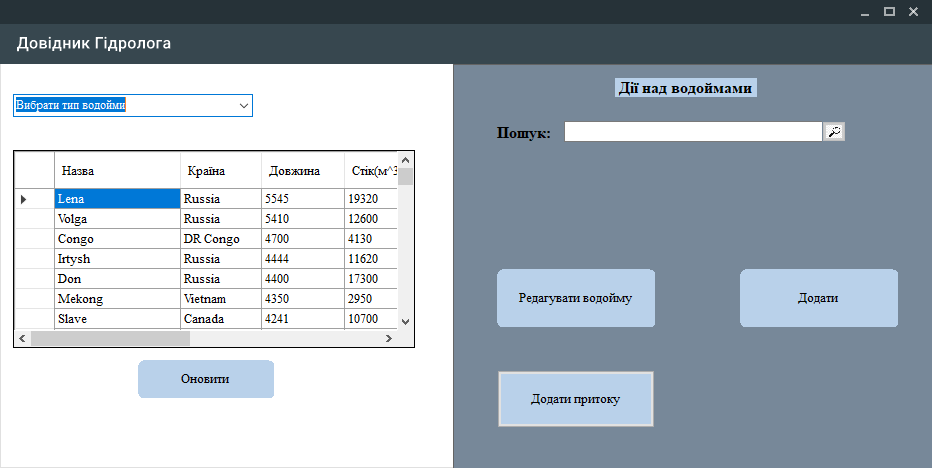 Довідник Гідролога
Вибрати тип водойми
Дії над водоймами
Пошук:
Назва Країна Довжина Стік(м^3
Lena Russia 5545 19320
Volga Russia 5410 12600
Congo DR Congo 4700 4130
Irtysh Russia 4444 11620
Don Russia 4400 17300
Mekong Vietnam 4350 2950
Slave Canada 4241 10700
Оновити
Редагувати водойму
Додати
Додати притоку